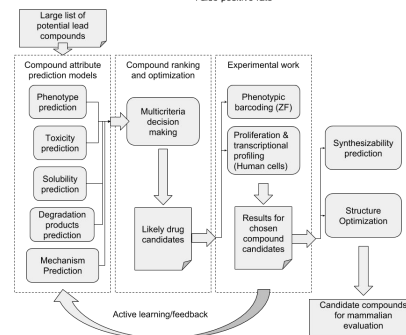 Large list of
potential lead
compounds
Compound attribute
prediction models
Phenotype
prediction
Toxicity
prediction
Solubility
prediction
Degradation
products
prediction
Mechanism
Prediction
Compound ranking
and optimization
Multicriteria
decision
making
Likely drug
candidates
Experimental work
Phenotypic
barcoding (ZF)
Proliferation &
transcriptional
profiling
(Human cells)
Results for
chosen
compound
candidates
Synthesizability
prediction
Structure
Optimization
Candidate compounds
for mammalian
evaluation
Active learning/feedback